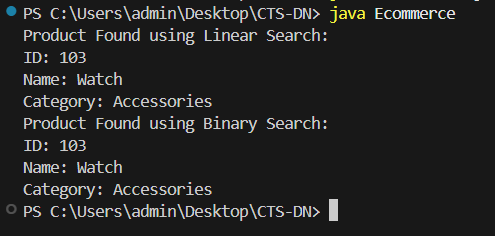 PS C:\Users\admin\Desktop\CTS-DN> java Ecommerce
Product Found using Linear Search:
ID: 103
Name: Watch
Category: Accessories
Product Found using Binary Search:
ID: 103
Name: Watch
Category: Accessories
PS C:\Users\admin\Desktop\CTS-DN>